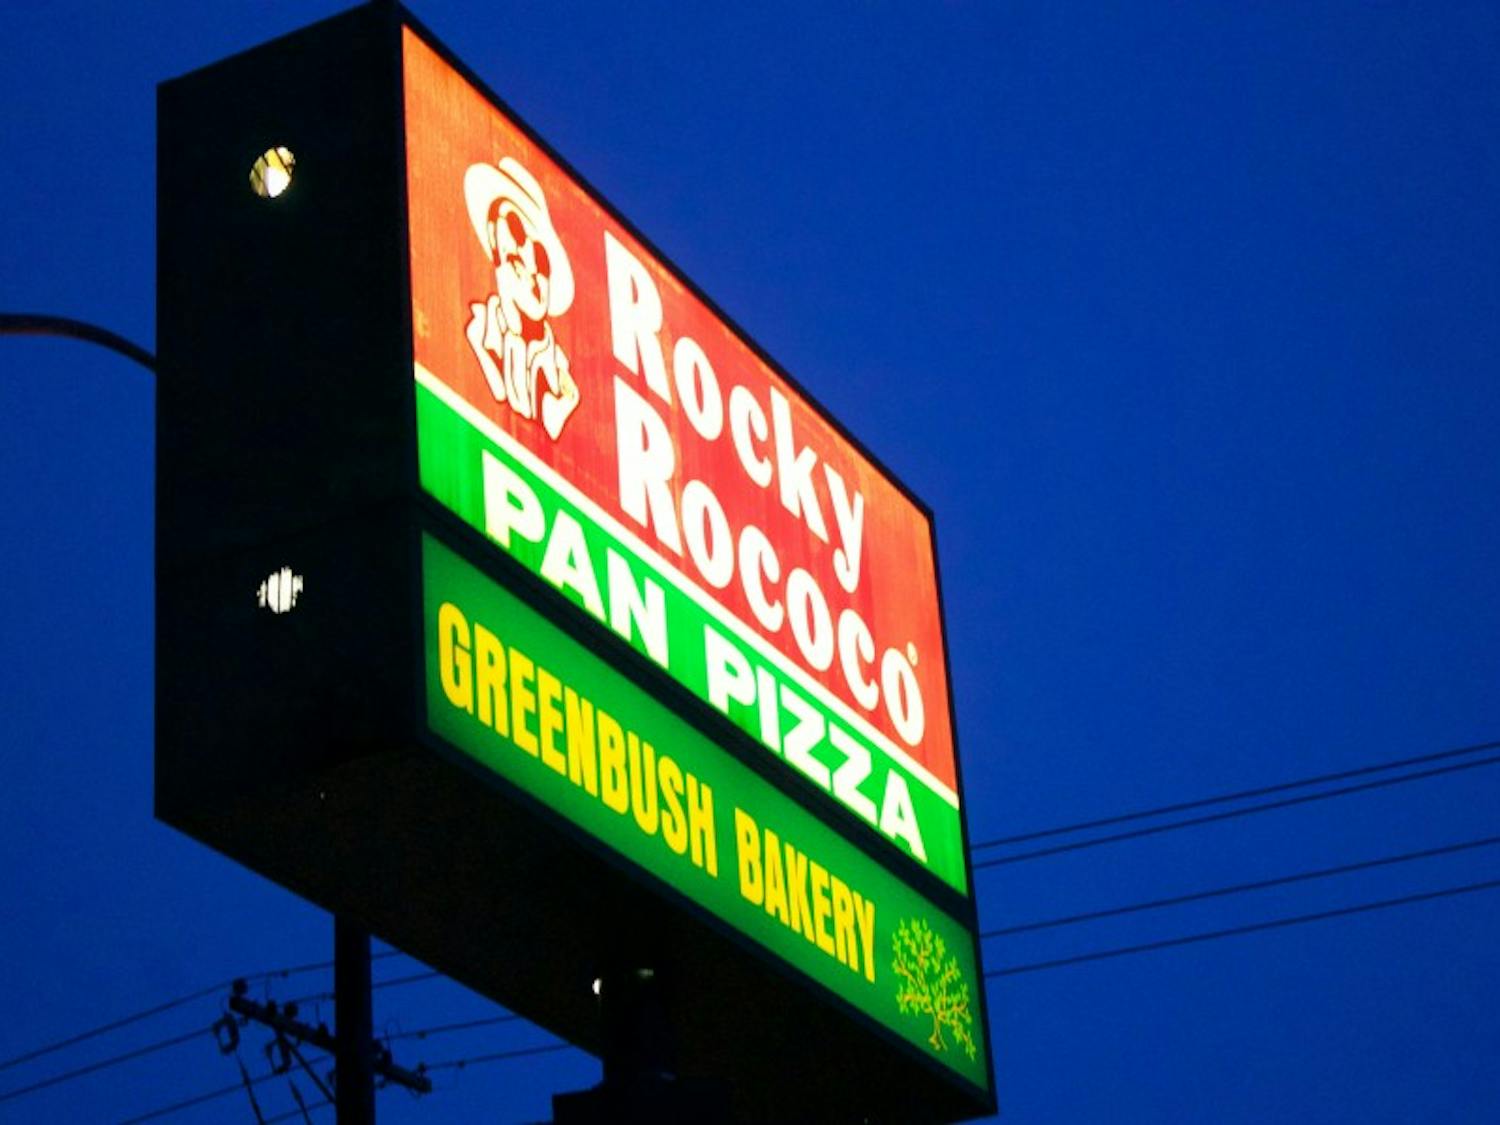 Rocky
Rococo®
PAN PIZZA
GREENBUSH BAKERY